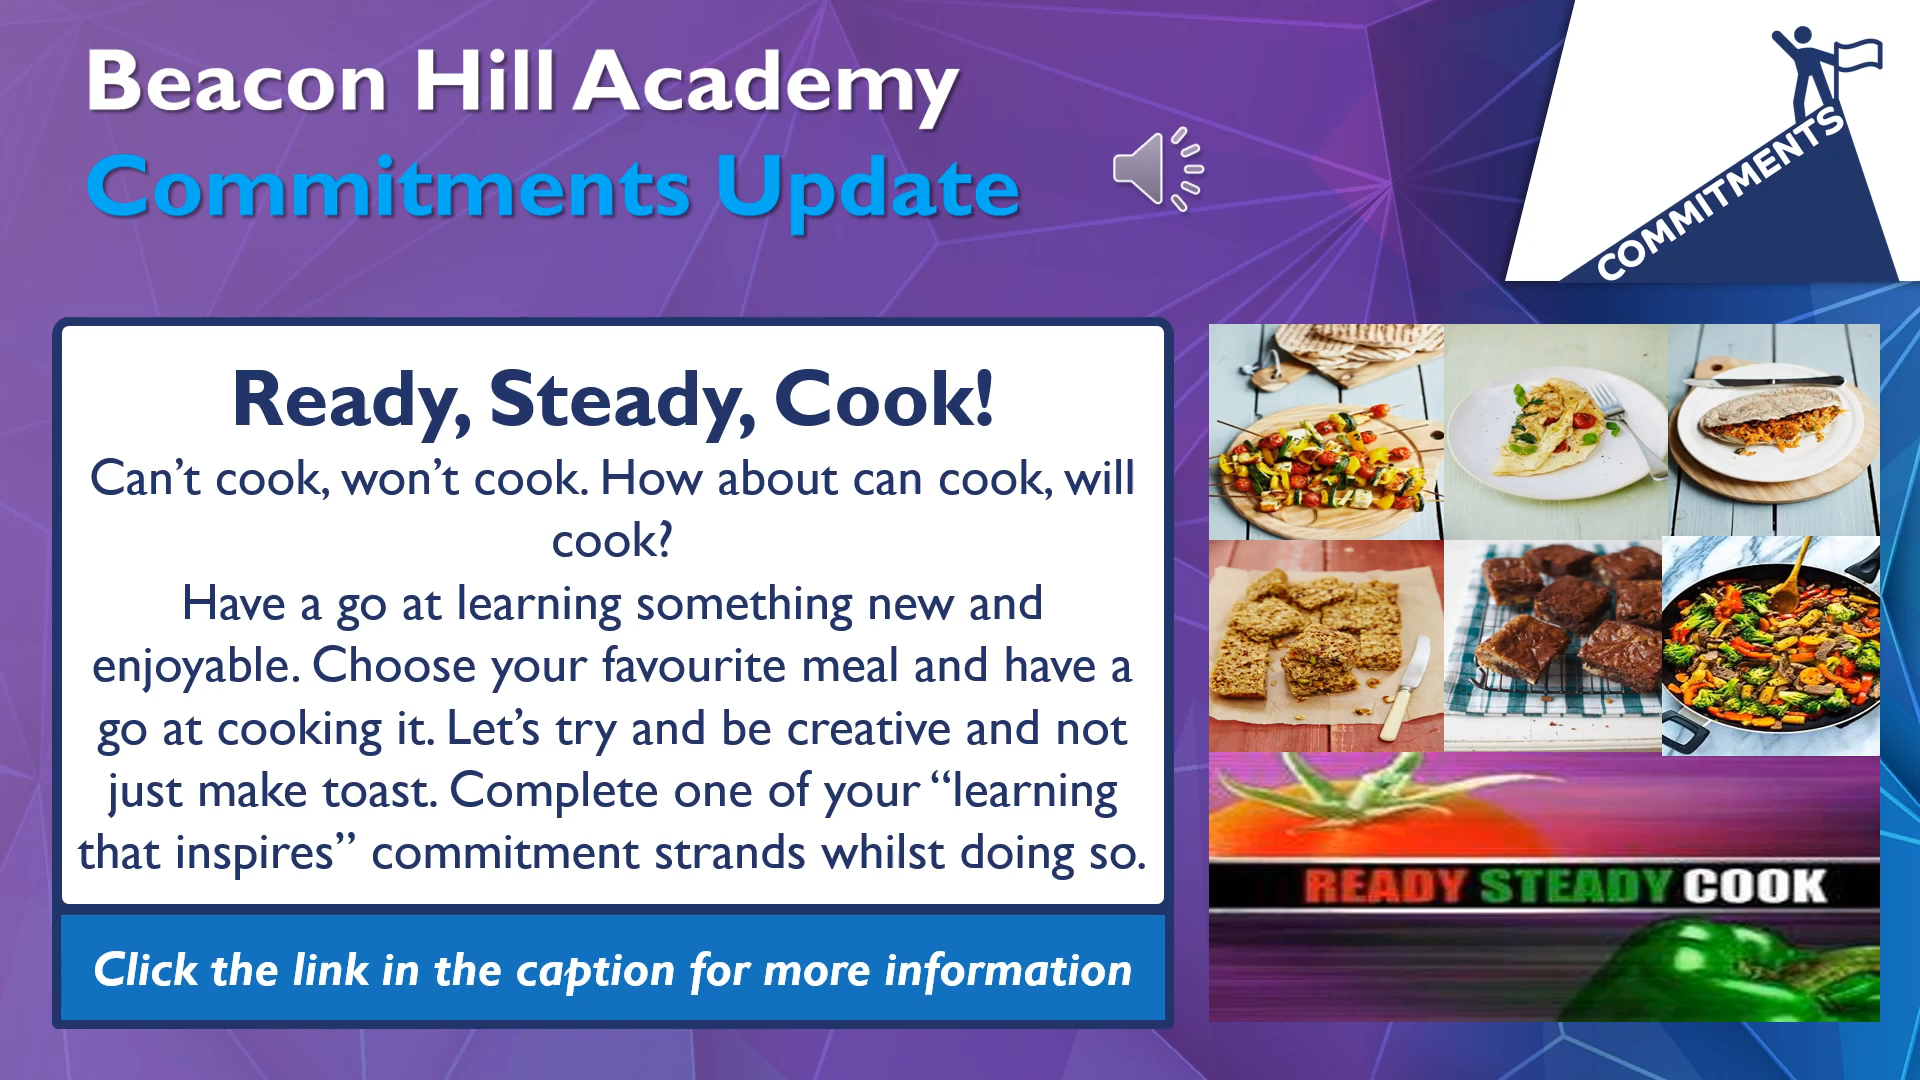 Beacon Hill Academy
Commitments Update
COMMITMENTS
Ready, Steady, Cook!
Can’t cook, won’t cook. How about can cook, will
cook?
Have a go at learning something new and
enjoyable. Choose your favourite meal and have a
go at cooking it. Let’s try and be creative and not
just make toast. Complete one of your “learning
that inspires” commitment strands whilst doing so.
Click the link in the caption for more information
READY STEADY COOK